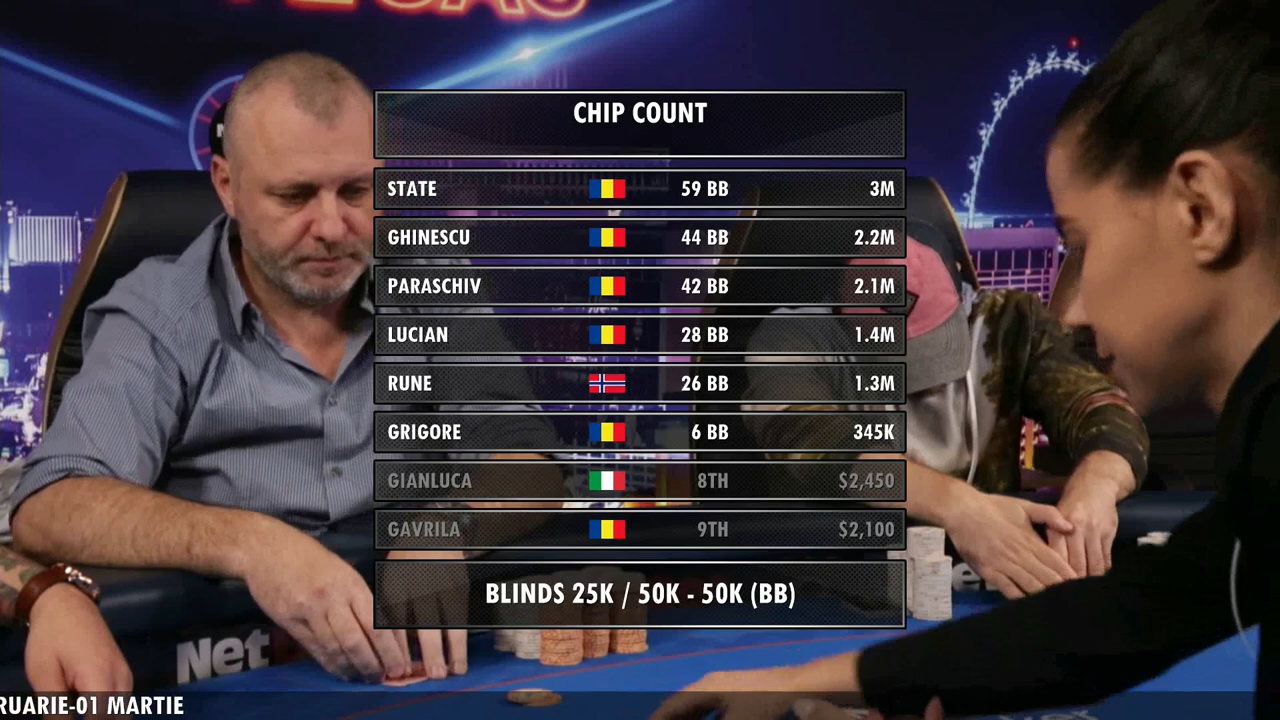 VEGAS
CHIP COUNT
STATE 59 BB 3M
GHINESCU 44 BB 2.2M
PARASCHIV 42 BB 2.1M
LUCIAN 28 BB 1.4M
RUNE 26 BB 1.3M
GRIGORE 6 BB 345K
GIANLUCA 8TH $2,450
GAVRILA 9TH $2,100
BLINDS 25K / 50K - 50K (BB)
Net
RUARIE-01 MARTIE